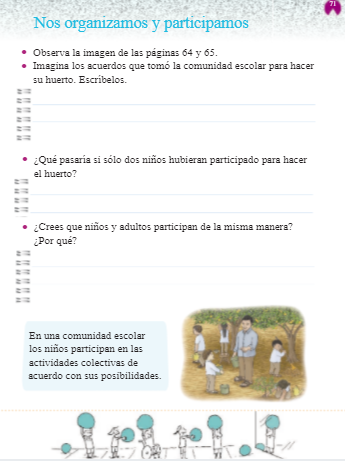 71
Nos organizamos y participamos
• Observa la imagen de las páginas 64 y 65.
• Imagina los acuerdos que tomó la comunidad escolar para hacer
su huerto. Escríbelos.
• ¿Qué pasaría si sólo dos niños hubieran participado para hacer
el huerto?
• ¿Crees que niños y adultos participan de la misma manera?
¿Por qué?
En una comunidad escolar
los niños participan en las
actividades colectivas de
acuerdo con sus posibilidades.